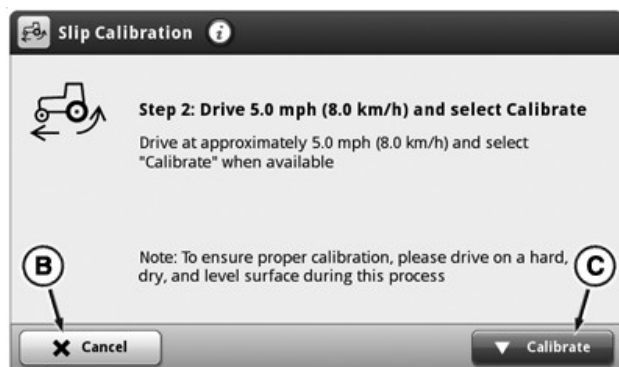 Slip Calibration i
Step 2: Drive 5.0 mph (8.0 km/h) and select Calibrate
Drive at approximately 5.0 mph (8.0 km/h) and select
"Calibrate" when available
Note: To ensure proper calibration, please drive on a hard,
dry, and level surface during this process
B
C
Cancel
Calibrate